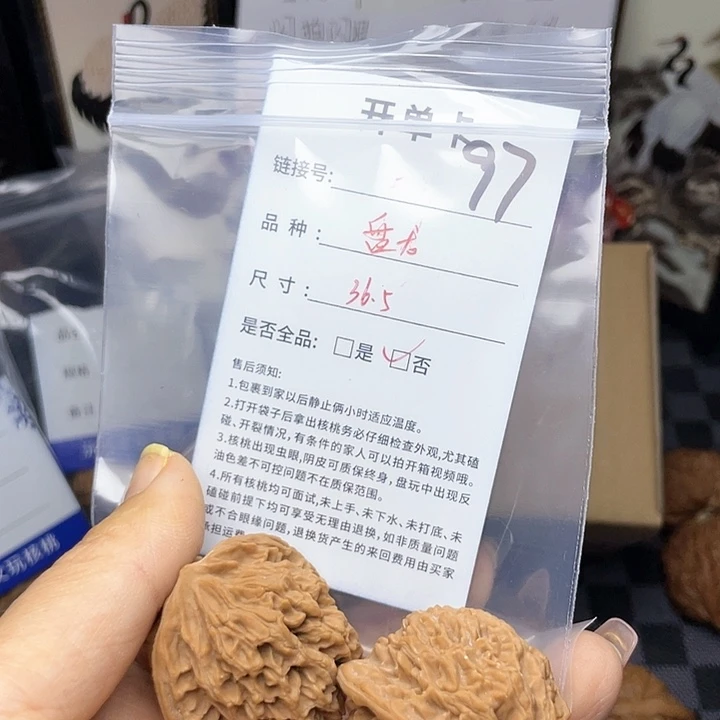 开单卡
97
链接号:
品种: 盘龙
尺寸: 36.5
是否全品: □是 ☑否
售后须知:
1.包裹到家以后静止俩小时适应温度。
2.打开袋子后拿出核桃务必仔细检查外观,尤其磕
碰、开裂情况,有条件的家人可以拍开箱视频哦。
3.核桃出现虫眼,阴皮可质保终身,盘玩中出现反
油色差不可控问题不在质保范围。
4.所有核桃均可面试,未上手、未下水、未打底、未
磕碰前提下均可享受无理由退换,如非质量问题
或不合眼缘问题,退换货产生的来回费用由买家
承担运费
文玩核桃